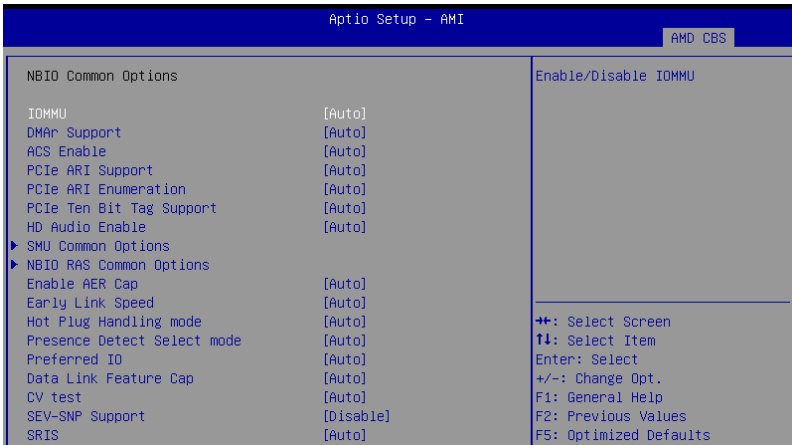 Aptio Setup – AMI
AMD CBS
NBIO Common Options
IOMMU [Auto]
DMAr Support [Auto]
ACS Enable [Auto]
PCIe ARI Support [Auto]
PCIe ARI Enumeration [Auto]
PCIe Ten Bit Tag Support [Auto]
HD Audio Enable [Auto]
SMU Common Options
NBIO RAS Common Options
Enable AER Cap [Auto]
Early Link Speed [Auto]
Hot Plug Handling mode [Auto]
Presence Detect Select mode [Auto]
Preferred IO [Auto]
Data Link Feature Cap [Auto]
CV test [Auto]
SEV-SNP Support [Disable]
SRIS [Auto]
Enable/Disable IOMMU
→←: Select Screen
↑↓: Select Item
Enter: Select
+/-: Change Opt.
F1: General Help
F2: Previous Values
F5: Optimized Defaults